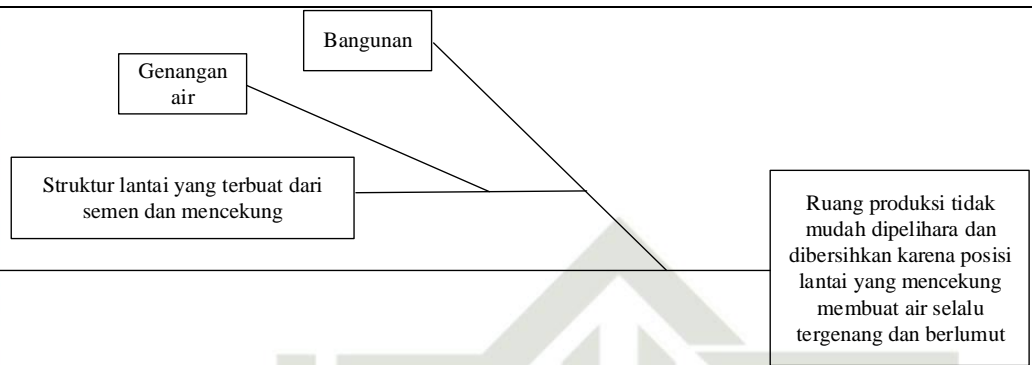 Bangunan
Genangan
air
Struktur lantai yang terbuat dari
semen dan mencekung
Ruang produksi tidak
mudah dipelihara dan
dibersihkan karena posisi
lantai yang mencekung
membuat air selalu
tergenang dan berlumut